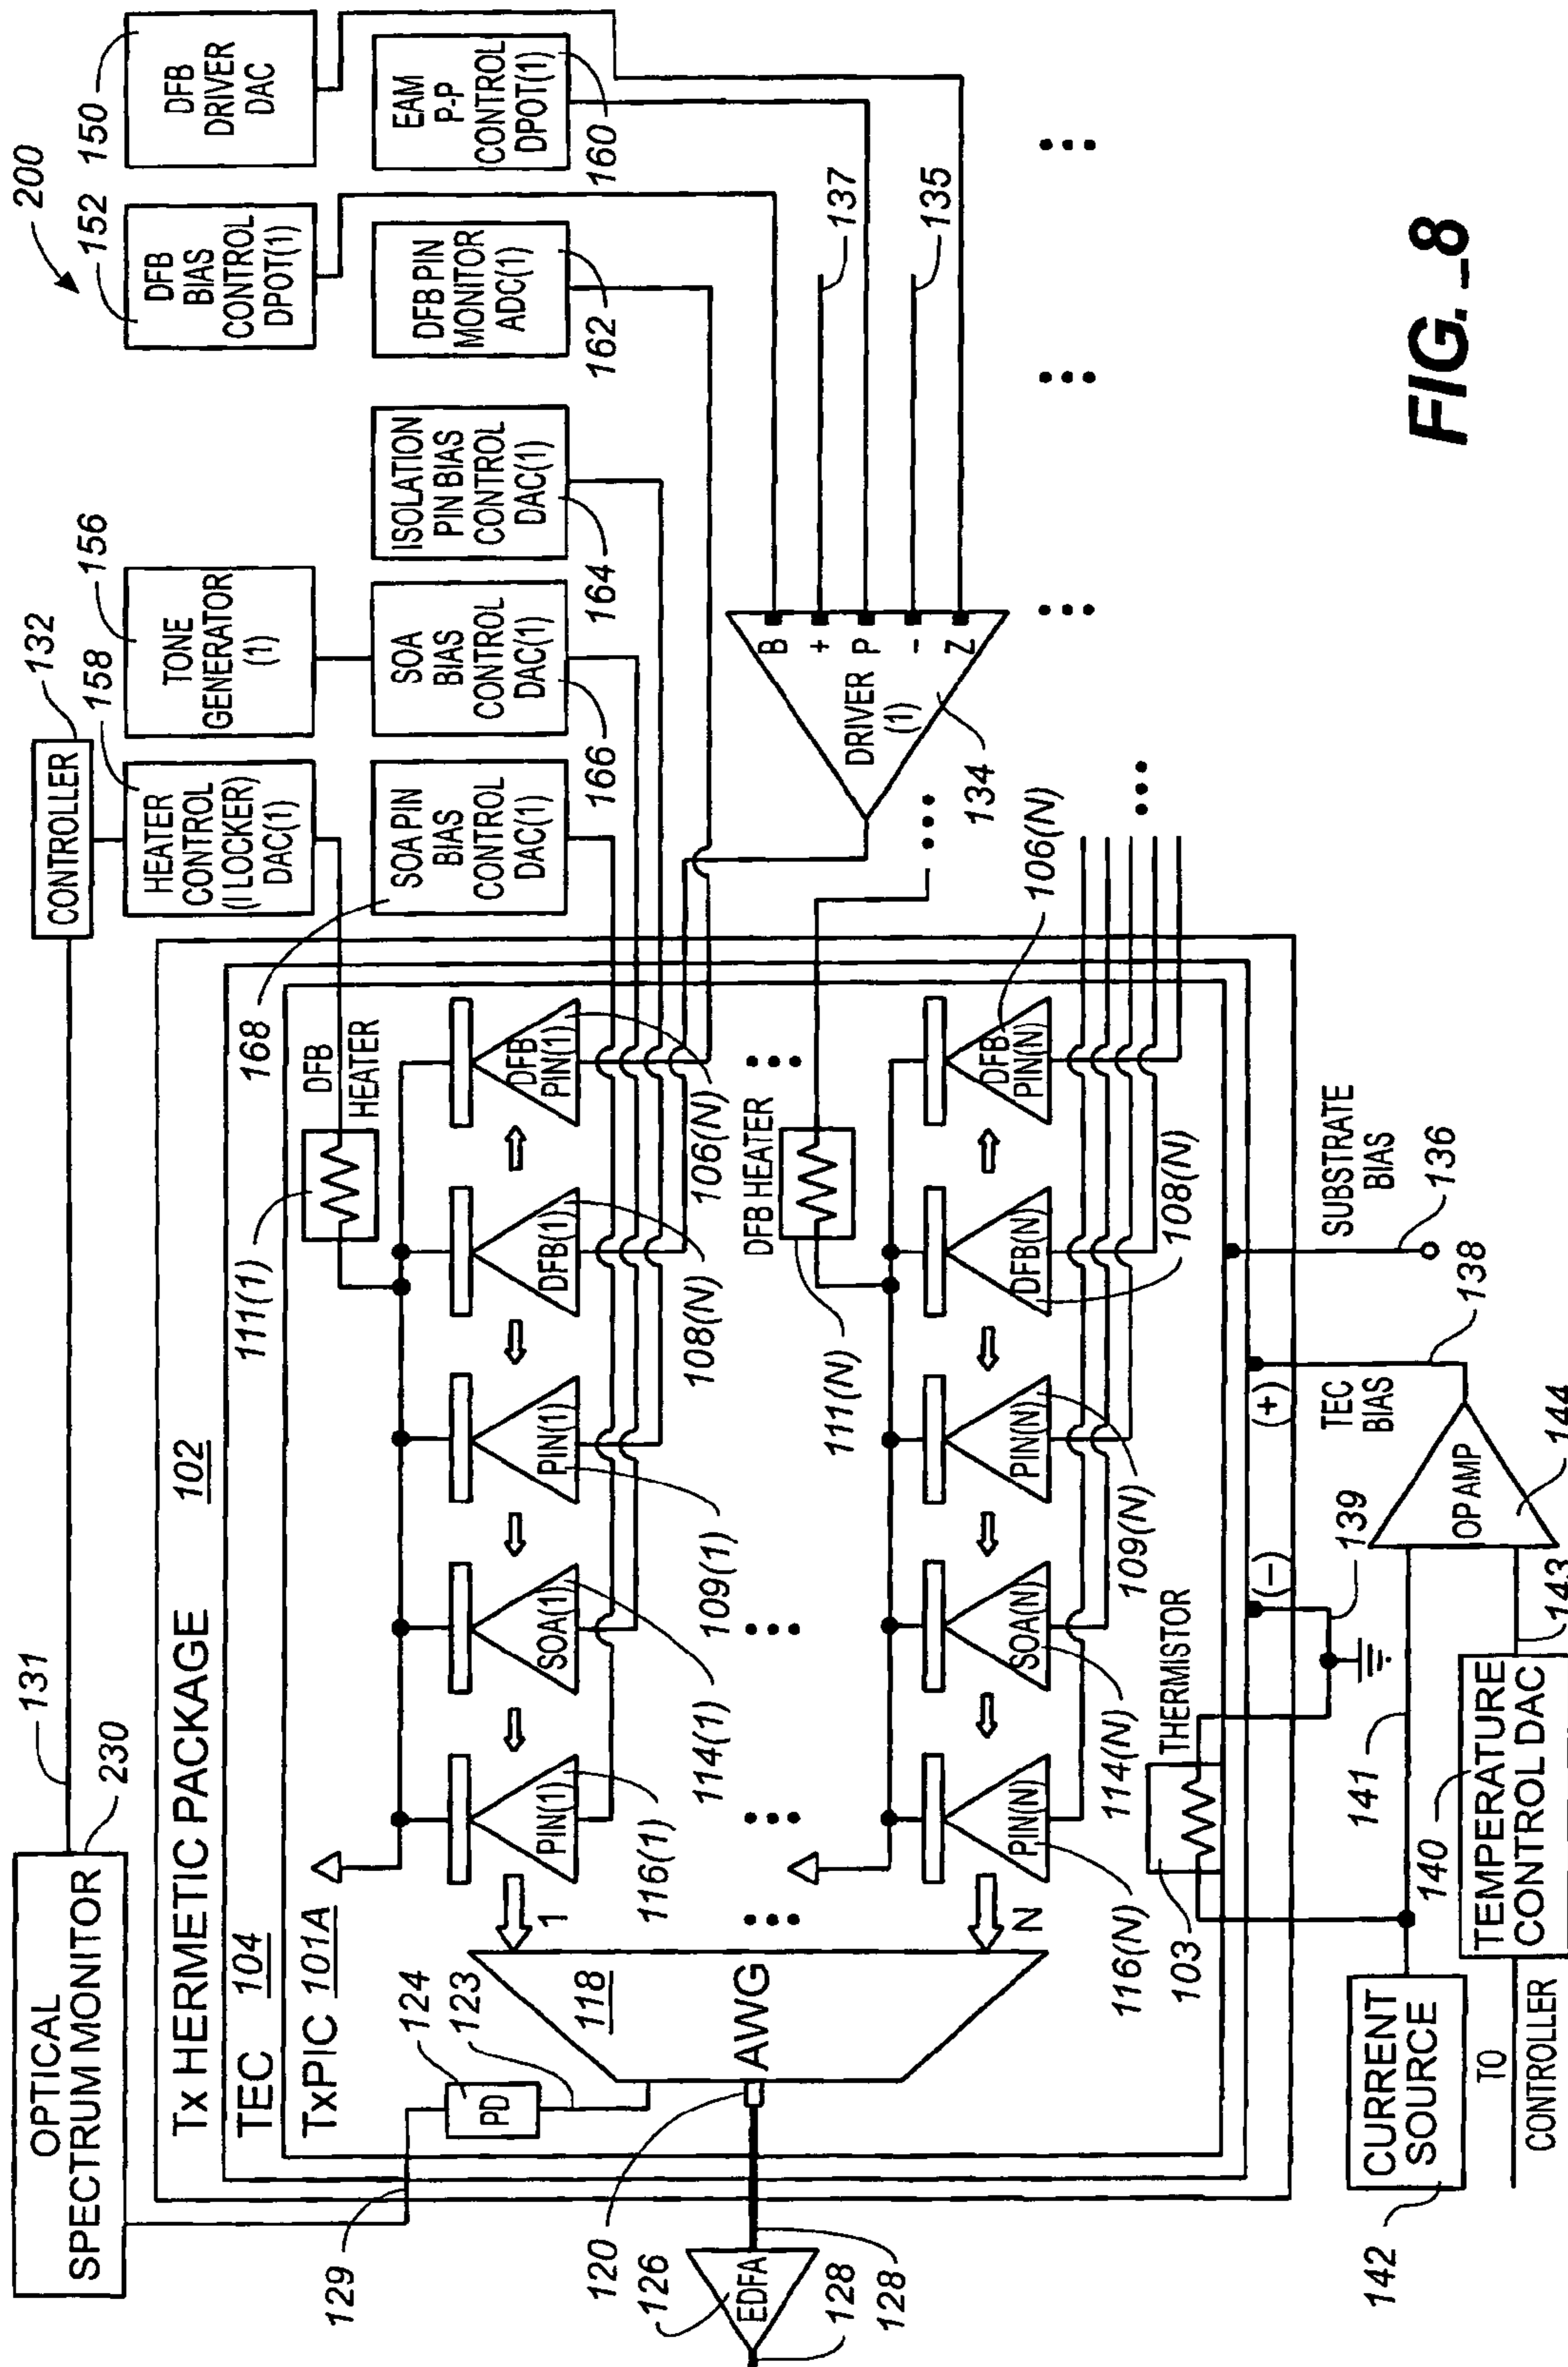 OPTICAL
SPECTRUM MONITOR
230
131
CONTROLLER
132
200
158
156
152
150
HEATER
CONTROL
(I LOCKER)
DAC(1)
TONE
GENERATOR
(1)
DFB
BIAS
CONTROL
DPOT(1)
DFB
DRIVER
DAC
168
SOA PIN
BIAS
CONTROL
DAC(1)
SOA
BIAS
CONTROL
DAC(1)
166
ISOLATION
PIN BIAS
CONTROL
DAC(1)
164
DFB PIN
MONITOR
ADC(1)
162
EAM
P-P
CONTROL
DPOT(1)
160
Tx HERMETIC PACKAGE 102
TEC 104
TxPIC 101A
111(1)
DFB
HEATER
129
124
PD
123
PIN(1)
SOA(1)
PIN(1)
DFB(1)
DFB
PIN(1)
116(1)
114(1)
109(1)
108(N)
106(N)
1
118
AWG
N
120
126
EDFA
128
128
DRIVER
(1)
B
+
P
-
Z
134
137
135
DFB HEATER
111(N)
PIN(N)
SOA(N)
PIN(N)
DFB(N)
DFB
PIN(N)
116(N)
114(N)
109(N)
108(N)
106(N)
THERMISTOR
103
(-)
(+)
139
TEC
BIAS
138
SUBSTRATE
BIAS
136
CURRENT
SOURCE
142
141
140
TEMPERATURE
CONTROL DAC
143
OP AMP
144
TO
CONTROLLER
FIG._8